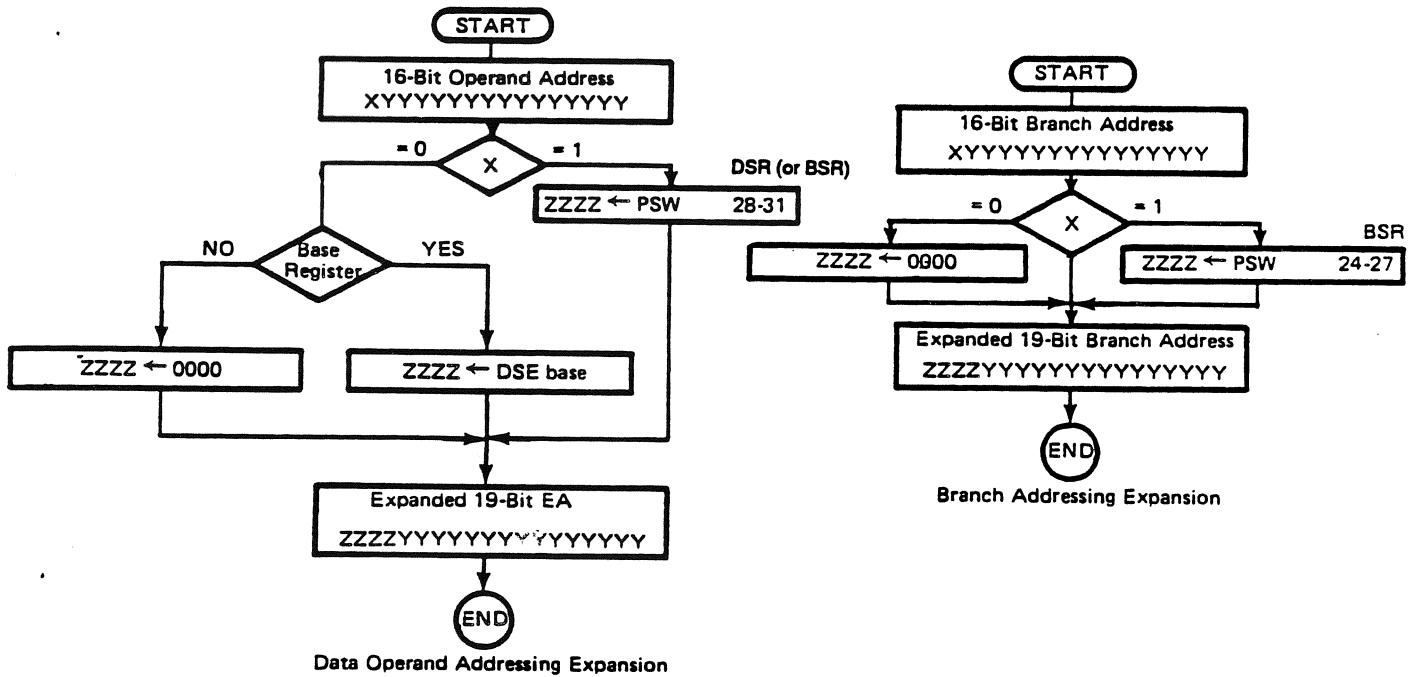 START
16-Bit Operand Address
XYYYYYYYYYYYYYYY
= 0
X
= 1
DSR (or BSR)
ZZZZ ← PSW 28-31
NO
Base
Register
YES
ZZZZ ← 0000
ZZZZ ← DSE base
Expanded 19-Bit EA
ZZZZYYYYYYYYYYYYYYY
END
Data Operand Addressing Expansion
START
16-Bit Branch Address
XYYYYYYYYYYYYYYY
= 0
X
= 1
BSR
ZZZZ ← 0000
ZZZZ ← PSW 24-27
Expanded 19-Bit Branch Address
ZZZZYYYYYYYYYYYYYYY
END
Branch Addressing Expansion